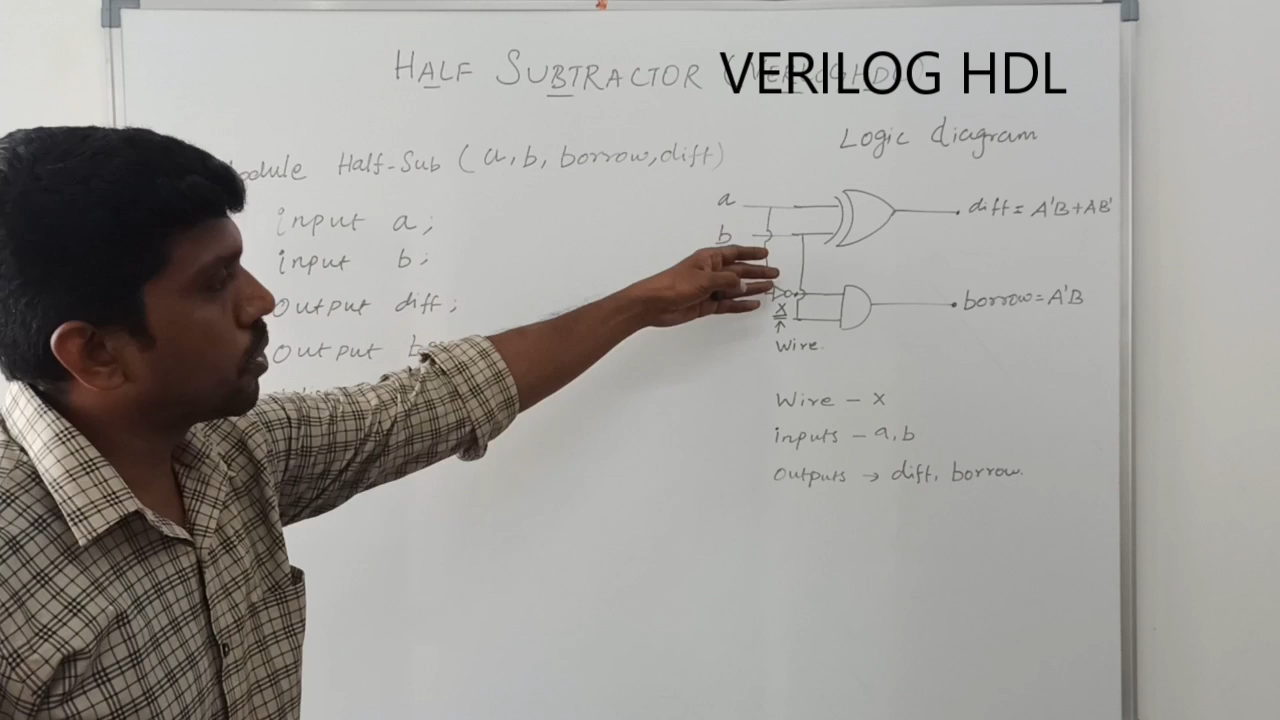 HALF SUBTRACTOR
VERILOG HDL
Half-Sub (a, b, borrow, diff)
input a;
input b;
output diff;
output
Logic diagram
a
b
diff = A'B+AB'
borrow = A'B
x
↑
Wire.
Wire – x
inputs – a, b
outputs → diff, borrow.